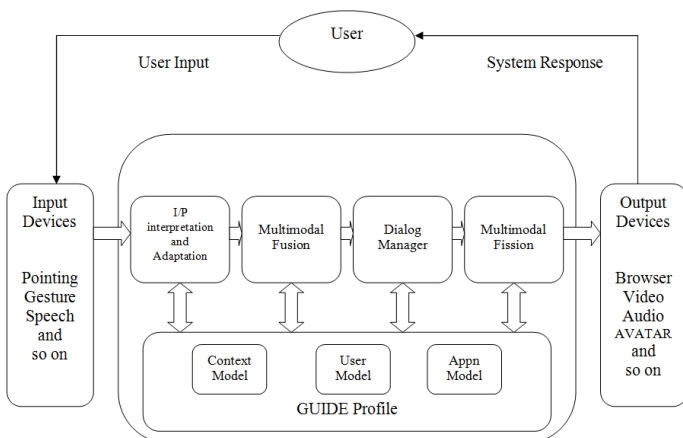 User
User Input
System Response
Input
Devices
Pointing
Gesture
Speech
and
so on
I/P
interpretation
and
Adaptation
Multimodal
Fusion
Dialog
Manager
Multimodal
Fission
Output
Devices
Browser
Video
Audio
AVATAR
and
so on
Context
Model
User
Model
Appn
Model
GUIDE Profile